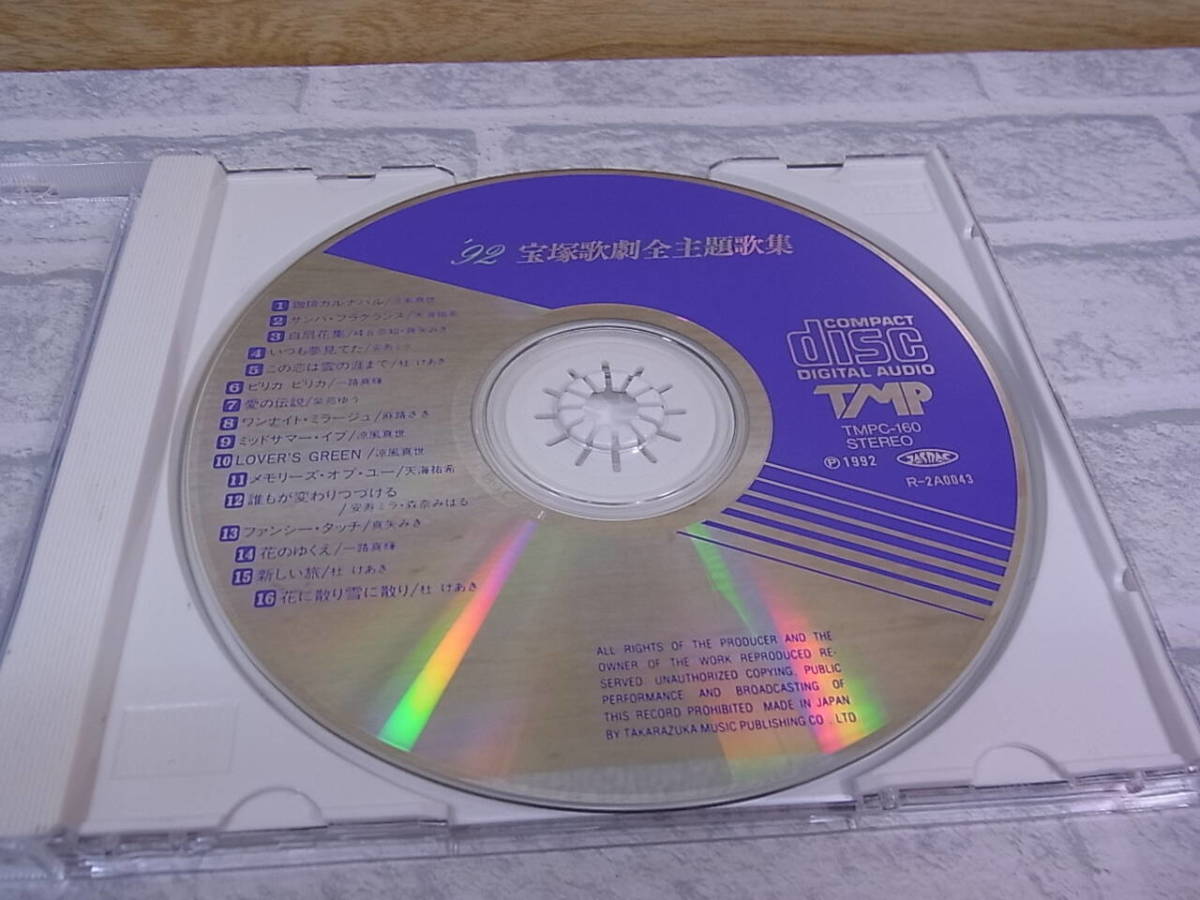 '92 宝塚歌劇全主題歌集
1 珈琲カルナバル/涼風真世
2 サンバ・フラグランス/天海祐希
3 白扇花集/真矢みき
4 いつも夢見てた/安寿ミラ
5 この恋は雲の涯まで/杜 けあき
6 ピリカ ピリカ/一路真輝
7 愛の伝説/紫苑ゆう
8 ワンナイト・ミラージュ/麻路さき
9 ミッドサマー・イブ/涼風真世
10 LOVER'S GREEN /涼風真世
11 メモリーズ・オブ・ユー/天海祐希
12 誰もが変わりつづける
/安寿ミラ・森奈みはる
13 ファンシー・タッチ/真矢みき
14 花のゆくえ/一路真輝
15 新しい旅/杜 けあき
16 花に散り雪に散り/杜 けあき
COMPACT
disc
DIGITAL AUDIO
TMP
TMPC-160
STEREO
Ⓟ1992 JASRAC
R-2A0043
ALL RIGHTS OF THE PRODUCER AND THE
OWNER OF THE WORK REPRODUCED RE-
SERVED UNAUTHORIZED COPYING, PUBLIC
PERFORMANCE AND BROADCASTING OF
THIS RECORD PROHIBITED MADE IN JAPAN
BY TAKARAZUKA MUSIC PUBLISHING CO., LTD